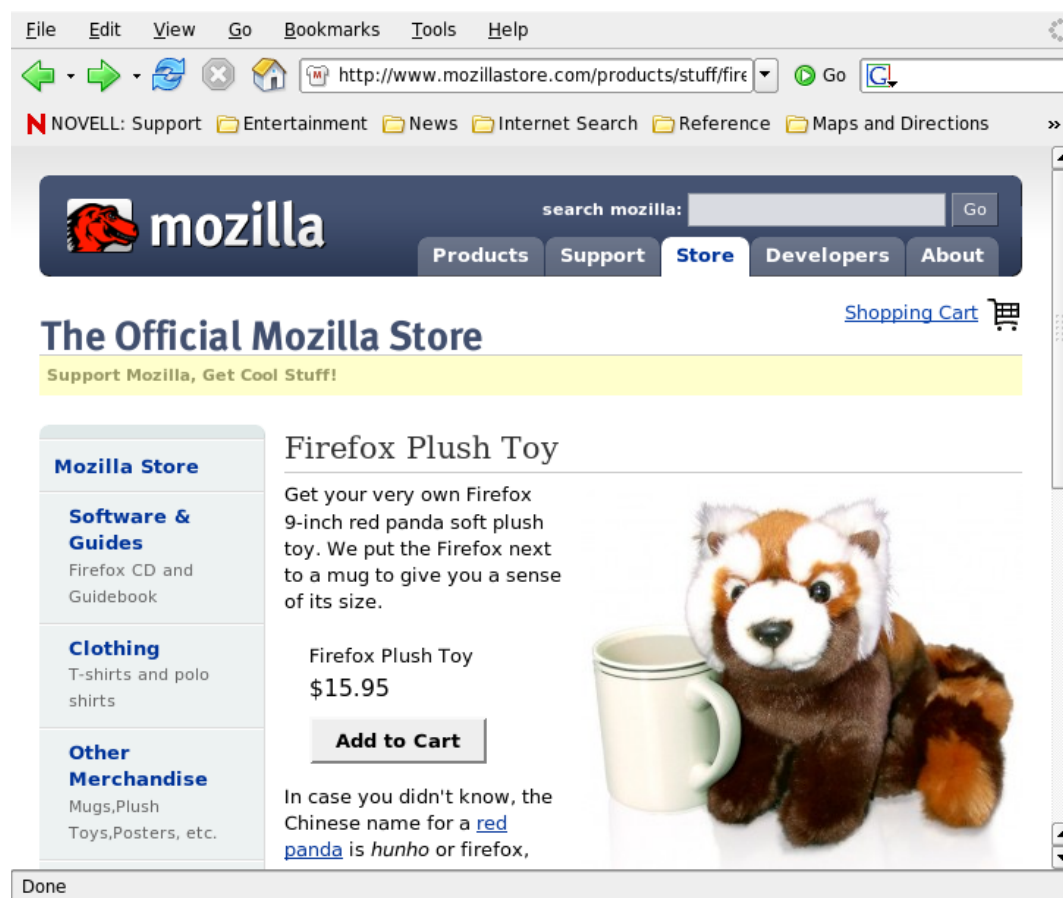 File Edit View Go Bookmarks Tools Help
http://www.mozillastore.com/products/stuff/fire Go G
N NOVELL: Support Entertainment News Internet Search Reference Maps and Directions »
mozilla
search mozilla: Go
Products Support Store Developers About
Shopping Cart
The Official Mozilla Store
Support Mozilla, Get Cool Stuff!
Mozilla Store
Software &
Guides
Firefox CD and
Guidebook
Clothing
T-shirts and polo
shirts
Other
Merchandise
Mugs,Plush
Toys,Posters, etc.
Firefox Plush Toy
Get your very own Firefox
9-inch red panda soft plush
toy. We put the Firefox next
to a mug to give you a sense
of its size.
Firefox Plush Toy
$15.95
Add to Cart
In case you didn't know, the
Chinese name for a red
panda is hunho or firefox,
Done